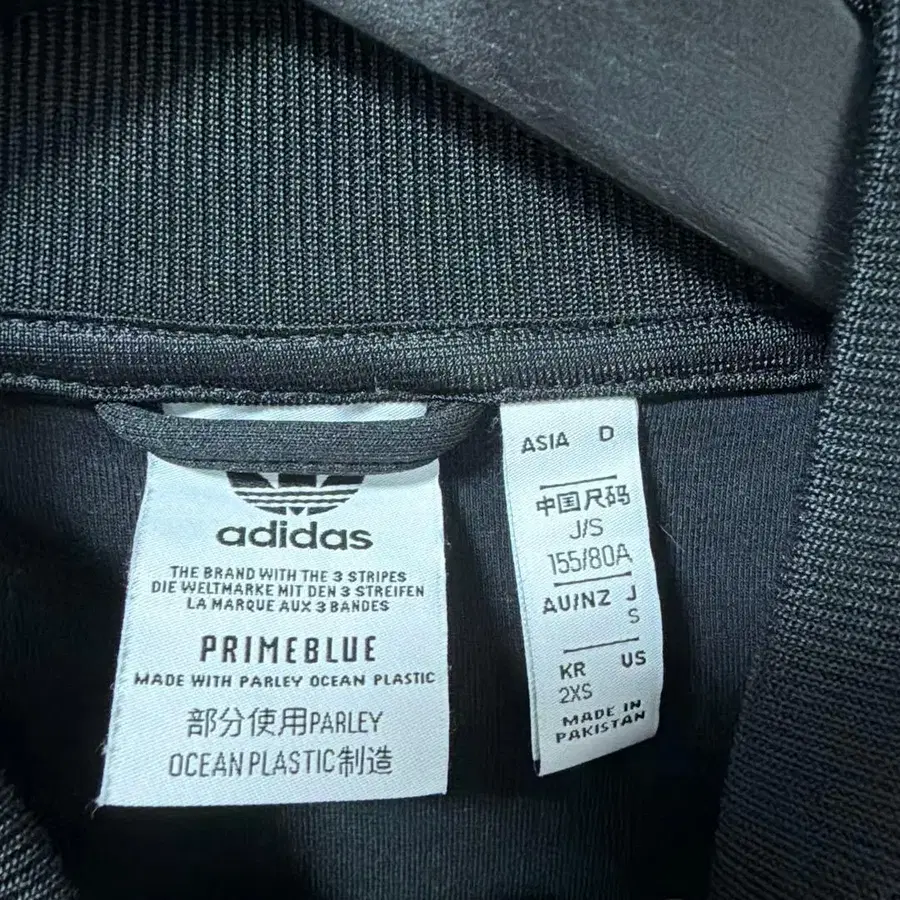 adidas
THE BRAND WITH THE 3 STRIPES
DIE WELTMARKE MIT DEN 3 STREIFEN
LA MARQUE AUX 3 BANDES
PRIMEBLUE
MADE WITH PARLEY OCEAN PLASTIC
部分使用PARLEY
OCEAN PLASTIC制造
ASIA D
中国尺码
J/S
155/80A
AU/NZ J
S
KR US
2XS
MADE IN
PAKISTAN